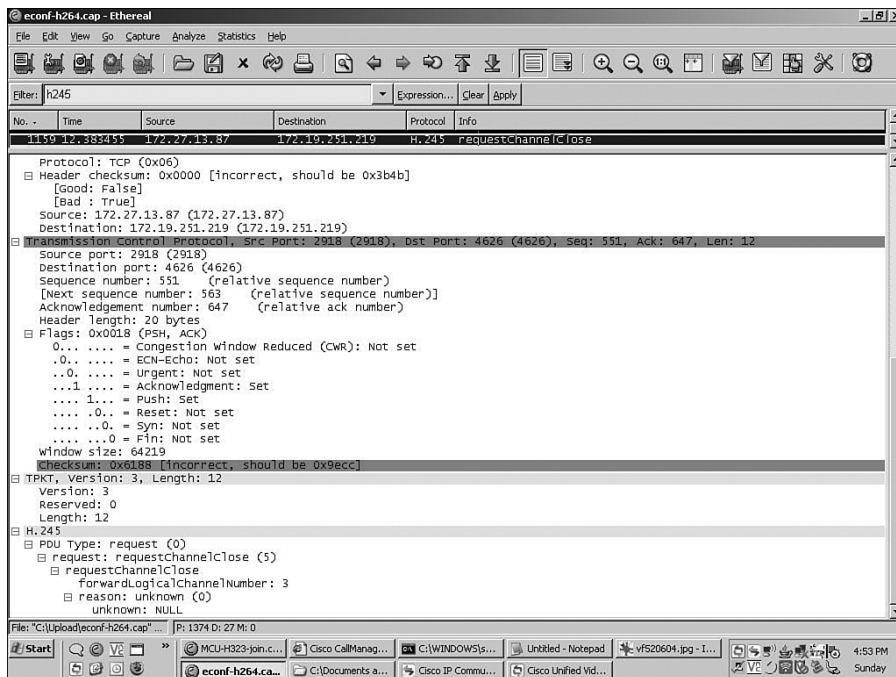 econf-h264.cap - Ethereal
File Edit View Go Capture Analyze Statistics Help
Filter: h245 Expression... Clear Apply
No. - Time Source Destination Protocol Info
1159 12.383455 172.27.13.87 172.19.251.219 H.245 requestChannelClose
Protocol: TCP (0x06)
Header checksum: 0x0000 [incorrect, should be 0x3b4b]
[Good: False]
[Bad : True]
Source: 172.27.13.87 (172.27.13.87)
Destination: 172.19.251.219 (172.19.251.219)
Transmission Control Protocol, Src Port: 2918 (2918), Dst Port: 4626 (4626), Seq: 551, Ack: 647, Len: 12
Source port: 2918 (2918)
Destination port: 4626 (4626)
Sequence number: 551 (relative sequence number)
[Next sequence number: 563 (relative sequence number)]
Acknowledgement number: 647 (relative ack number)
Header length: 20 bytes
Flags: 0x0018 (PSH, ACK)
0... .... = Congestion Window Reduced (CWR): Not set
.0.. .... = ECN-Echo: Not set
..0. .... = Urgent: Not set
...1 .... = Acknowledgment: Set
.... 1... = Push: Set
.... .0.. = Reset: Not set
.... ..0. = Syn: Not set
.... ...0 = Fin: Not set
Window size: 64219
Checksum: 0x6188 [incorrect, should be 0x9ecc]
TPKT, Version: 3, Length: 12
Version: 3
Reserved: 0
Length: 12
H.245
PDU Type: request (0)
request: requestChannelClose (5)
requestChannelClose
forwardLogicalChannelNumber: 3
reason: unknown (0)
unknown: NULL
File: "C:\Upload\econf-h264.cap" ... P: 1374 D: 27 M: 0
Start » MCU-H323-join.c... Cisco CallManag... C:\WINDOWS\s... Untitled - Notepad vf520604.jpg - I... 4:53 PM
econf-h264.ca... C:\Documents a... Cisco IP Commu... Cisco Unified Vid... Sunday